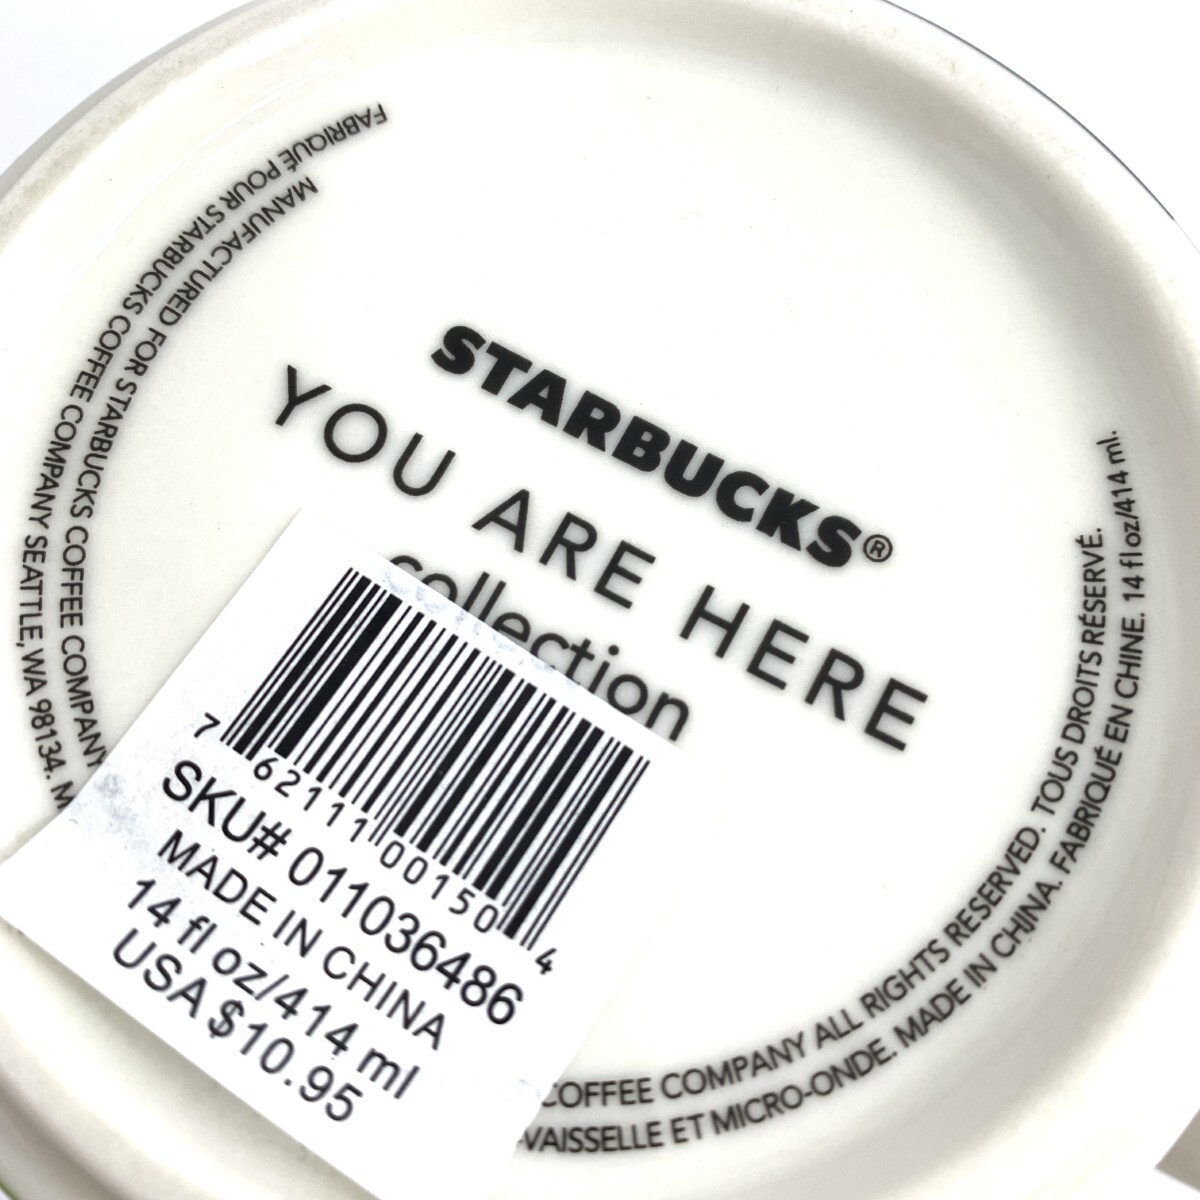 STARBUCKS®
YOU ARE HERE
collection
7 62111 00150 4
SKU# 011036486
MADE IN CHINA
14 fl oz/414 ml
USA $10.95
FABRIQUÉ POUR STARBUCKS COFFEE COMPANY SEATTLE, WA 98134.
MANUFACTURED FOR STARBUCKS COFFEE COMPANY
COFFEE COMPANY ALL RIGHTS RESERVED. TOUS DROITS RÉSERVÉ.
-VAISSELLE ET MICRO-ONDE. MADE IN CHINA. FABRIQUÉ EN CHINE. 14 fl oz/414 ml.